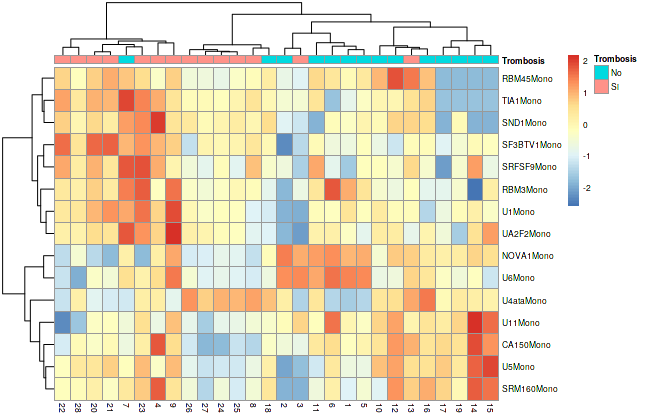 Trombosis
RBM45Mono
TIA1Mono
SND1Mono
SF3BTV1Mono
SRFSF9Mono
RBM3Mono
U1Mono
UA2F2Mono
NOVA1Mono
U6Mono
U4ataMono
U11Mono
CA150Mono
U5Mono
SRM160Mono
22 28 20 21 7 23 4 9 26 27 24 25 8 18 2 3 11 6 1 5 10 12 13 16 17 19 14 15
2
1
0
-1
-2
Trombosis
No
SI